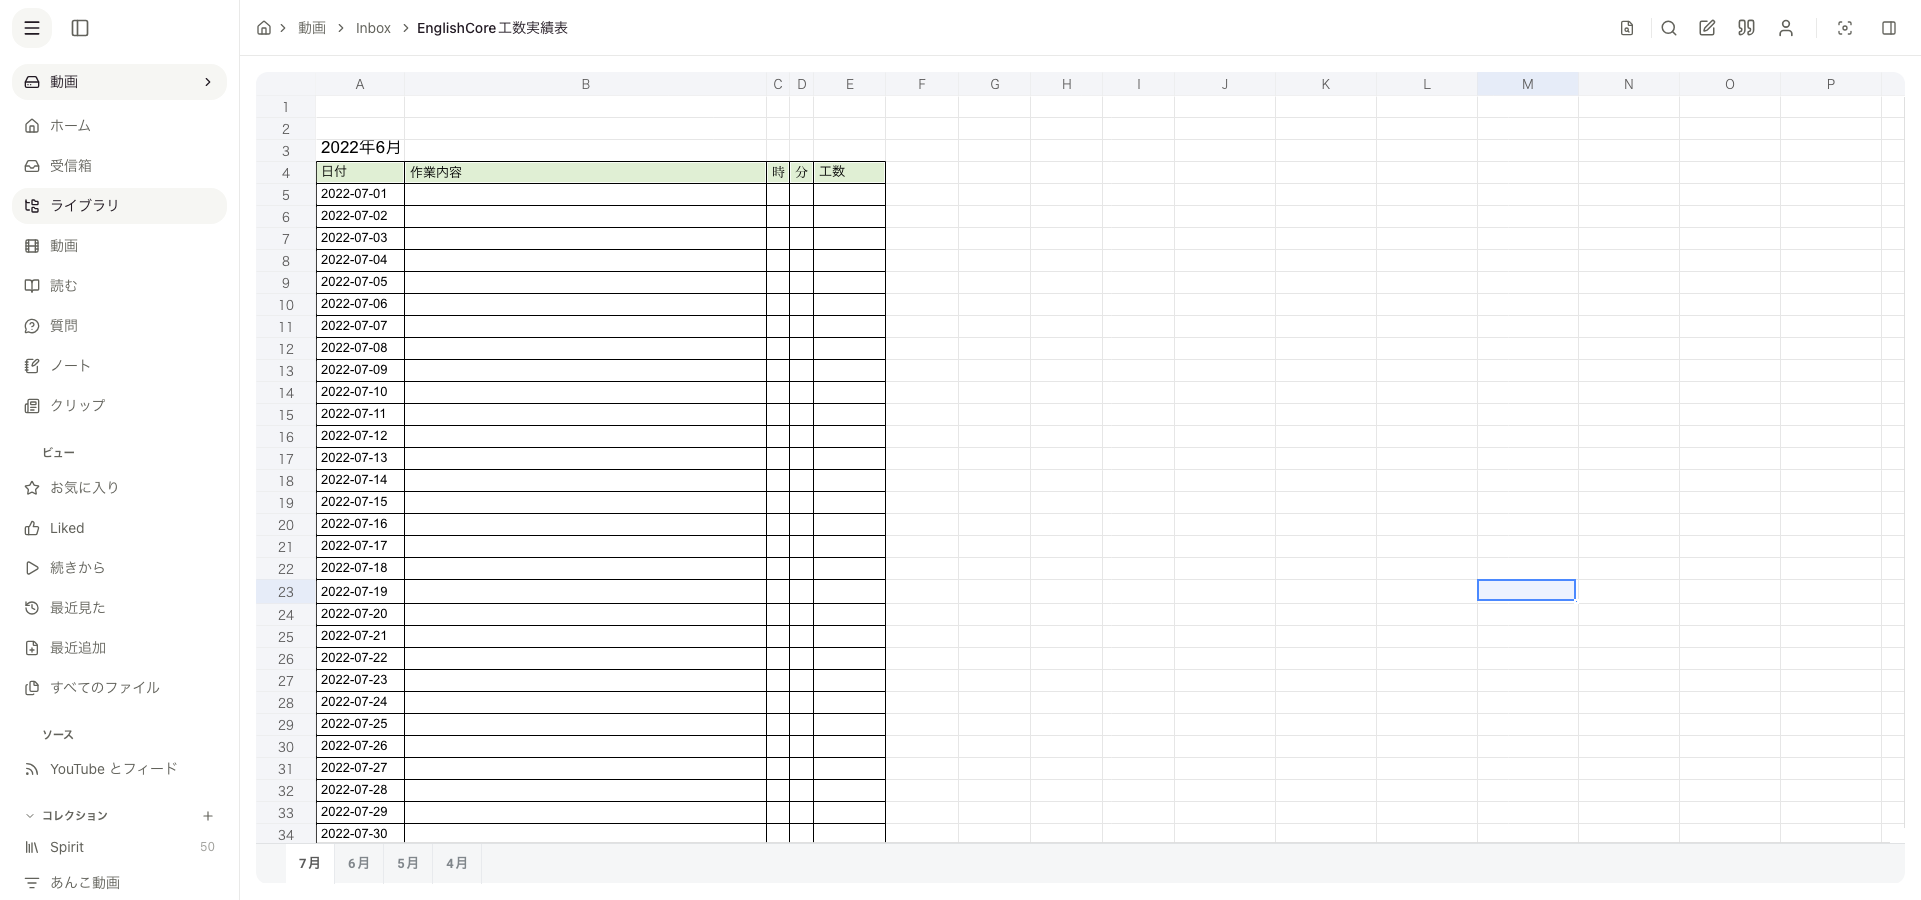 動画 > Inbox > EnglishCore工数実績表
動画
ホーム
受信箱
ライブラリ
動画
読む
質問
ノート
クリップ
ビュー
お気に入り
Liked
続きから
最近見た
最近追加
すべてのファイル
ソース
YouTube とフィード
コレクション
Spirit 50
あんこ動画
A B C D E F G H I J K L M N O P
1
2
3 2022年6月
4 日付 作業内容 時 分 工数
5 2022-07-01
6 2022-07-02
7 2022-07-03
8 2022-07-04
9 2022-07-05
10 2022-07-06
11 2022-07-07
12 2022-07-08
13 2022-07-09
14 2022-07-10
15 2022-07-11
16 2022-07-12
17 2022-07-13
18 2022-07-14
19 2022-07-15
20 2022-07-16
21 2022-07-17
22 2022-07-18
23 2022-07-19
24 2022-07-20
25 2022-07-21
26 2022-07-22
27 2022-07-23
28 2022-07-24
29 2022-07-25
30 2022-07-26
31 2022-07-27
32 2022-07-28
33 2022-07-29
34 2022-07-30
7月 6月 5月 4月